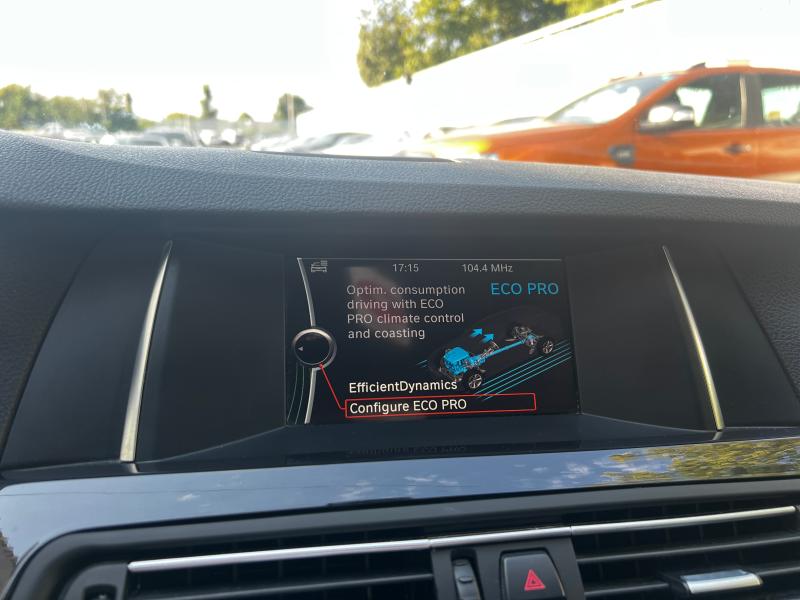 17:15 104.4 MHz
Optim. consumption
driving with ECO
PRO climate control
and coasting
ECO PRO
EfficientDynamics
Configure ECO PRO